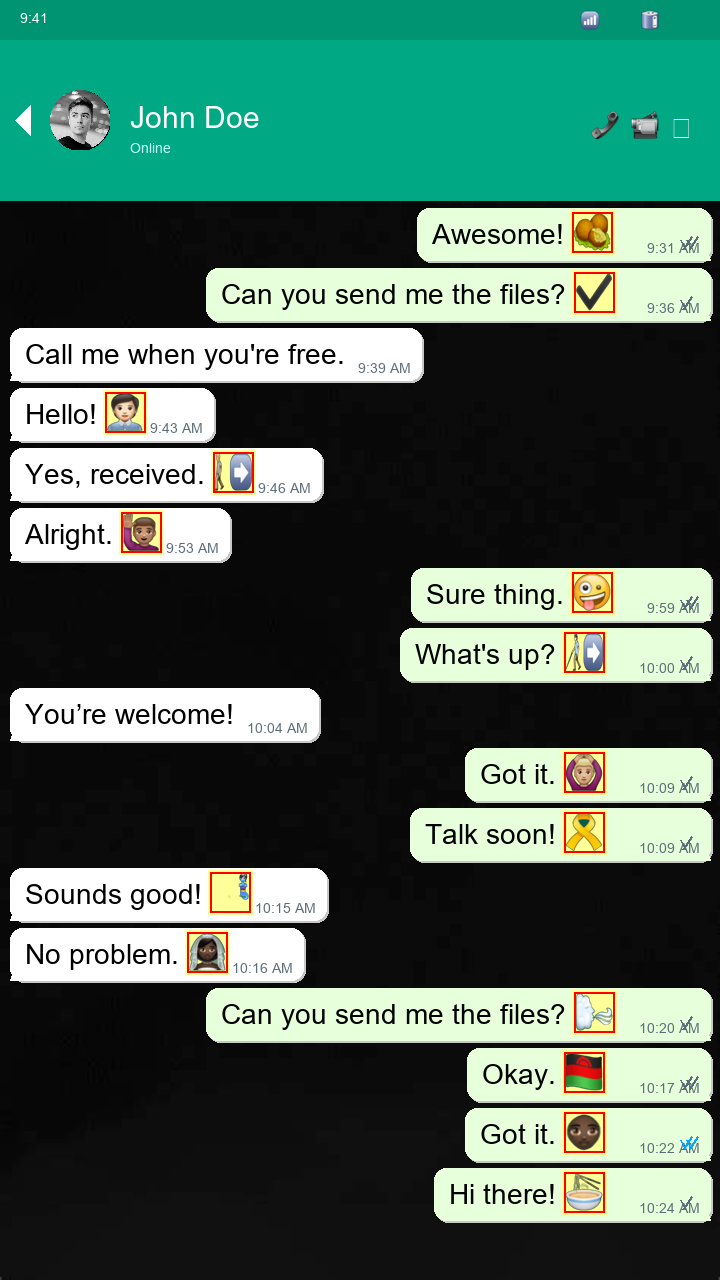 9:41
John Doe
Online
Awesome! 🧆 9:31 AM
Can you send me the files? ✔ 9:36 AM
Call me when you're free. 9:39 AM
Hello! 9:43 AM
Yes, received. 9:46 AM
Alright. 9:53 AM
Sure thing. 🤪 9:59 AM
What's up? 10:00 AM
You’re welcome! 10:04 AM
Got it. 10:09 AM
Talk soon! 🎗 10:09 AM
Sounds good! 10:15 AM
No problem. 10:16 AM
Can you send me the files? 10:20 AM
Okay. 🇲🇼 10:17 AM
Got it. 10:22 AM
Hi there! 🍜 10:24 AM